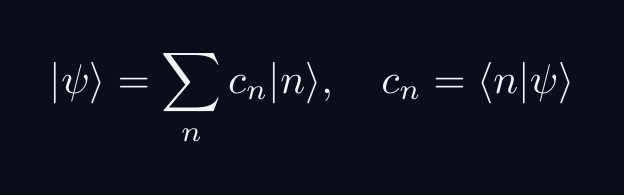 |ψ⟩ = ∑ₙ cₙ|n⟩, cₙ = ⟨n|ψ⟩